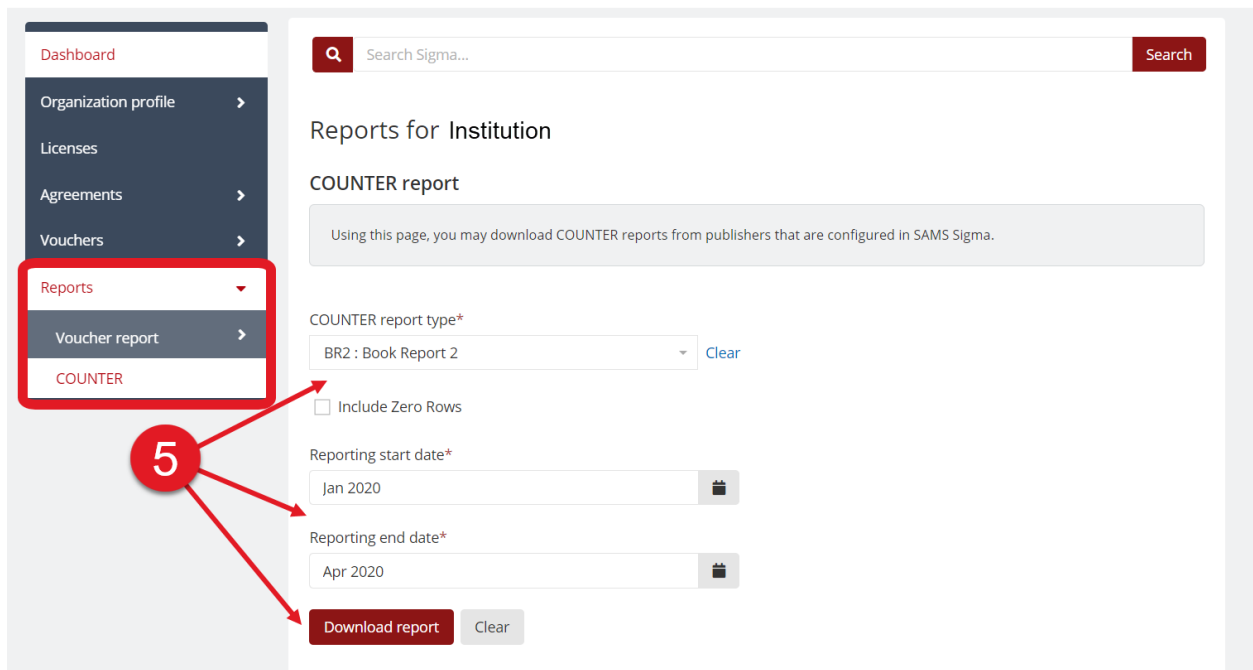 Dashboard
Organization profile
Licenses
Agreements
Vouchers
Reports
Voucher report
COUNTER
5
Search Sigma...
Search
Reports for Institution
COUNTER report
Using this page, you may download COUNTER reports from publishers that are configured in SAMS Sigma.
COUNTER report type*
BR2 : Book Report 2
Clear
Include Zero Rows
Reporting start date*
Jan 2020
Reporting end date*
Apr 2020
Download report
Clear